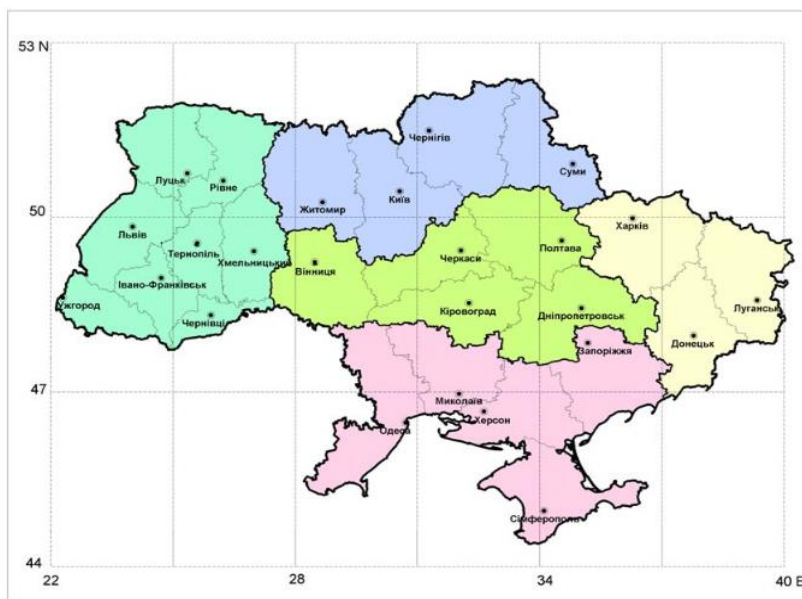 53 N
Чернігів
Суми
Луцьк
Рівне
Київ
Житомир
50
Харків
Львів
Полтава
Тернопіль
Черкаси
Хмельницький
Вінниця
Івано-Франківськ
Ужгород
Луганськ
Кіровоград
Дніпропетровськ
Чернівці
Донецьк
Запоріжжя
47
Миколаїв
Херсон
Одеса
Сімферополь
44
22
28
34
40 E